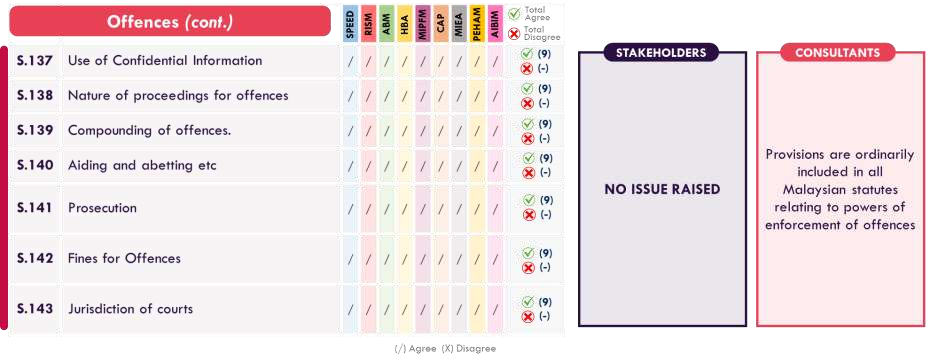 Offences (cont.)
SPEED RISM ABM HBA MIPFM CAP MIEA PEHAM AIBIM
Total
Agree
Total
Disagree
S.137 Use of Confidential Information / / / / / / / / / (9)
(-)
S.138 Nature of proceedings for offences / / / / / / / / / (9)
(-)
S.139 Compounding of offences. / / / / / / / / / (9)
(-)
S.140 Aiding and abetting etc / / / / / / / / / (9)
(-)
S.141 Prosecution / / / / / / / / / (9)
(-)
S.142 Fines for Offences / / / / / / / / / (9)
(-)
S.143 Jurisdiction of courts / / / / / / / / / (9)
(-)
(/) Agree (X) Disagree
STAKEHOLDERS
NO ISSUE RAISED
CONSULTANTS
Provisions are ordinarily
included in all
Malaysian statutes
relating to powers of
enforcement of offences